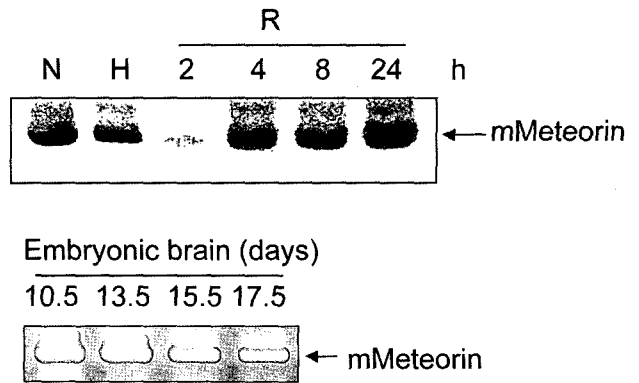 R
N H 2 4 8 24 h
mMeteorin
Embryonic brain (days)
10.5 13.5 15.5 17.5
mMeteorin